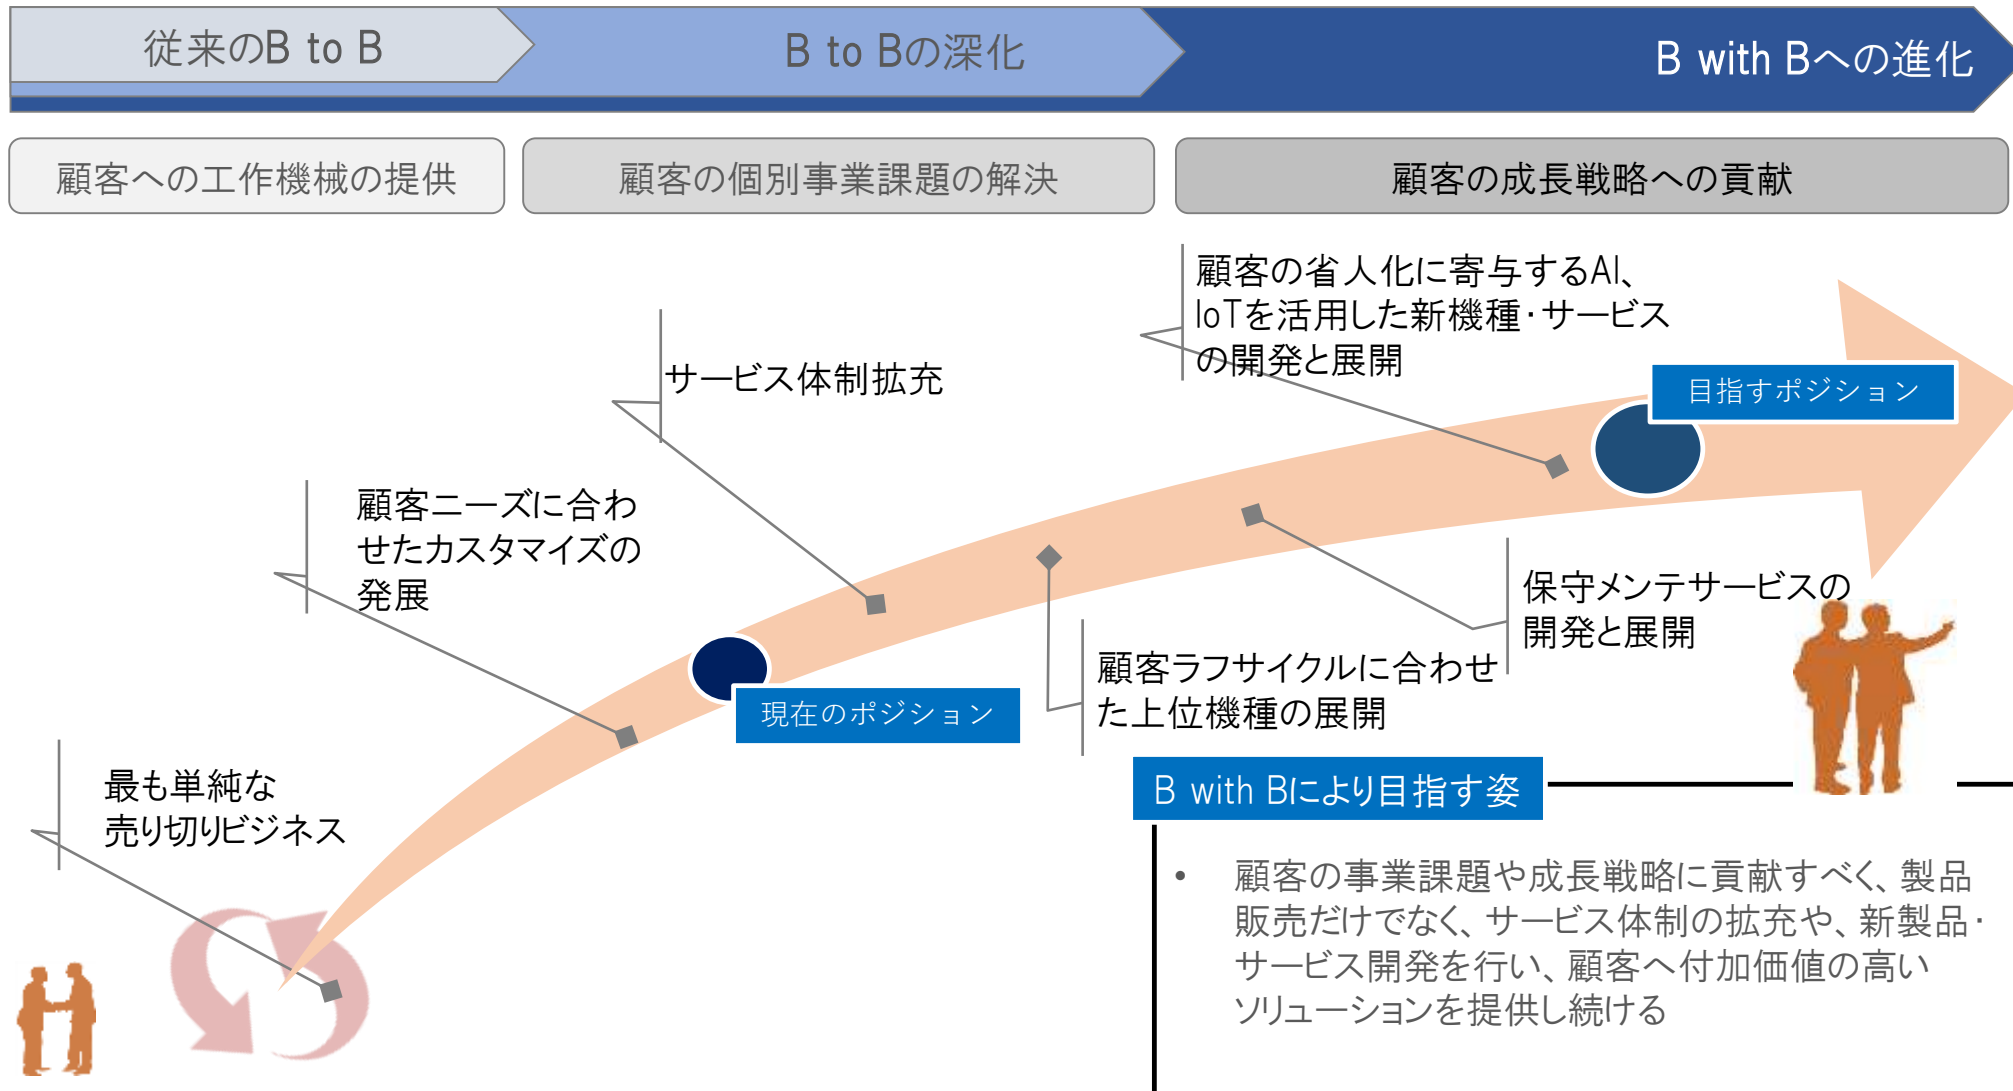 従来のB to B
B to Bの深化
B with Bへの進化
顧客への工作機械の提供
顧客の個別事業課題の解決
顧客の成長戦略への貢献
顧客の省人化に寄与するAI、
IoTを活用した新機種・サービス
の開発と展開
サービス体制拡充
目指すポジション
顧客ニーズに合わ
せたカスタマイズの
発展
保守メンテサービスの
開発と展開
顧客ラフサイクルに合わせ
た上位機種の展開
現在のポジション
最も単純な
売り切りビジネス
B with Bにより目指す姿
• 顧客の事業課題や成長戦略に貢献すべく、製品
販売だけでなく、サービス体制の拡充や、新製品・
サービス開発を行い、顧客へ付加価値の高い
ソリューションを提供し続ける